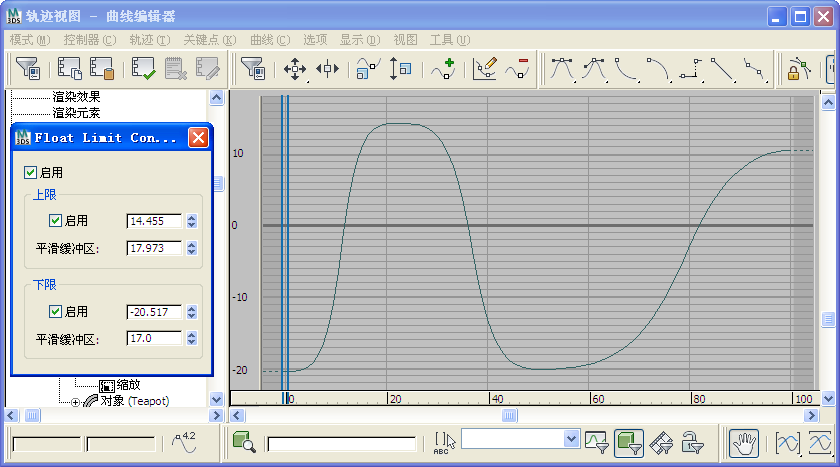 轨迹视图 - 曲线编辑器
模式(M) 控制器(C) 轨迹(T) 关键点(K) 曲线(C) 选项 显示(D) 视图 工具(U)
渲染效果
渲染元素
Float Limit Con...
启用
上限
启用 14.455
平滑缓冲区: 17.973
下限
启用 -20.517
平滑缓冲区: 17.0
缩放
对象 (Teapot)
10
0
-10
-20
0 20 40 60 80 100
4.2
ABC